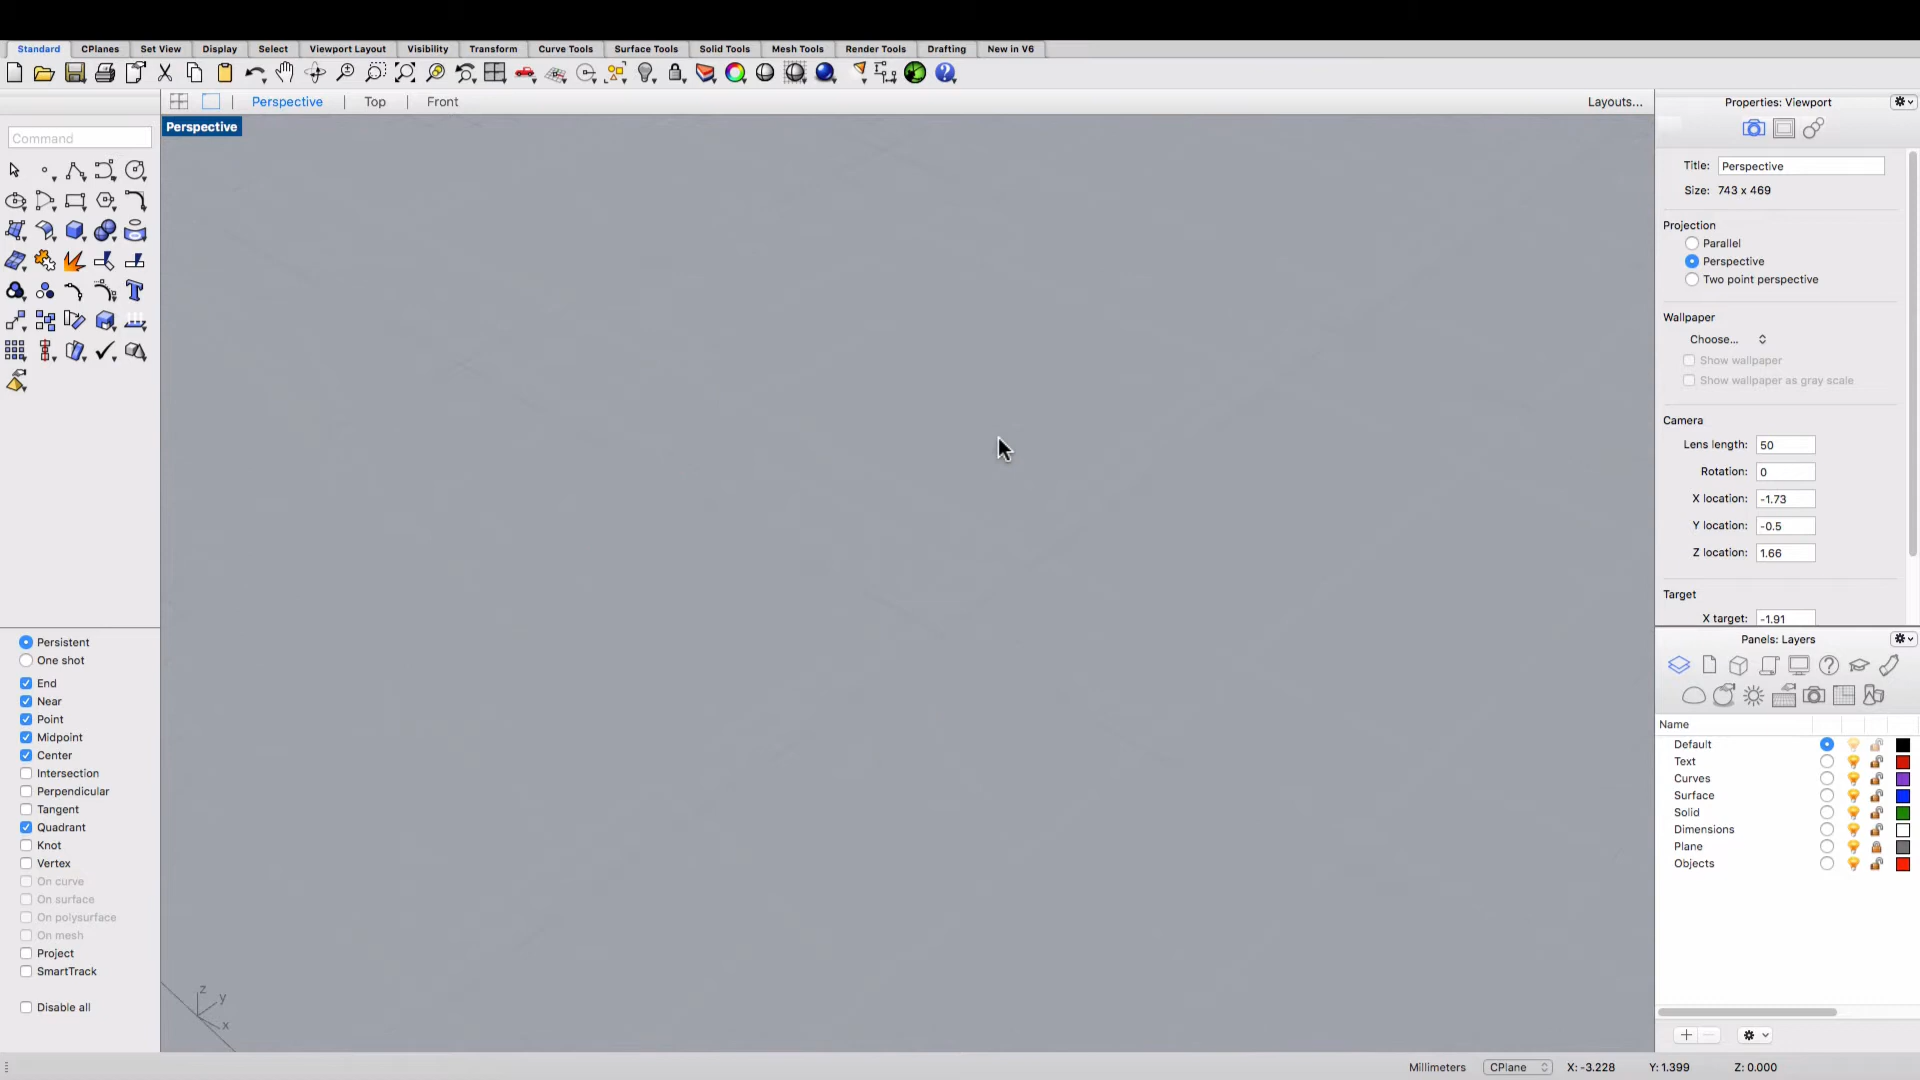 Standard CPlanes Set View Display Select Viewport Layout Visibility Transform Curve Tools Surface Tools Solid Tools Mesh Tools Render Tools Drafting New in V6
Perspective | Top | Front Layouts...
Properties: Viewport
Perspective
Command
Title: Perspective
Size: 743 x 469
Projection
Parallel
Perspective
Two point perspective
Wallpaper
Choose...
Show wallpaper
Show wallpaper as gray scale
Camera
Lens length: 50
Rotation: 0
X location: -1.73
Y location: -0.5
Z location: 1.66
Target
X target: -1.91
Persistent
One shot
End
Near
Point
Midpoint
Center
Intersection
Perpendicular
Tangent
Quadrant
Knot
Vertex
On curve
On surface
On polysurface
On mesh
Project
SmartTrack
Disable all
z
y
x
Panels: Layers
Name
Default
Text
Curves
Surface
Solid
Dimensions
Plane
Objects
Millimeters CPlane X: -3.228 Y: 1.399 Z: 0.000